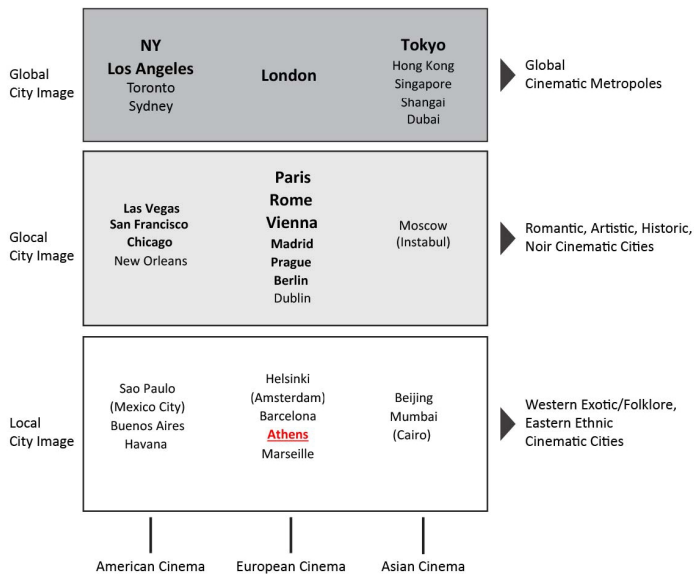 Global
City Image
NY
Los Angeles
Toronto
Sydney
London
Tokyo
Hong Kong
Singapore
Shangai
Dubai
Global
Cinematic Metropoles
Glocal
City Image
Las Vegas
San Francisco
Chicago
New Orleans
Paris
Rome
Vienna
Madrid
Prague
Berlin
Dublin
Moscow
(Instabul)
Romantic, Artistic, Historic,
Noir Cinematic Cities
Local
City Image
Sao Paulo
(Mexico City)
Buenos Aires
Havana
Helsinki
(Amsterdam)
Barcelona
Athens
Marseille
Beijing
Mumbai
(Cairo)
Western Exotic/Folklore,
Eastern Ethnic
Cinematic Cities
American Cinema
European Cinema
Asian Cinema